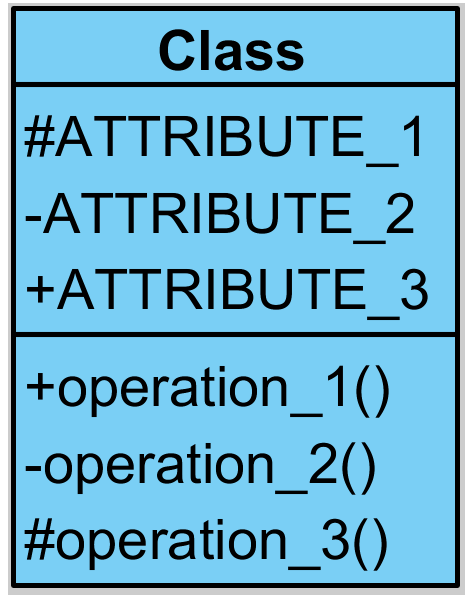 Class
#ATTRIBUTE_1
-ATTRIBUTE_2
+ATTRIBUTE_3
+operation_1()
-operation_2()
#operation_3()